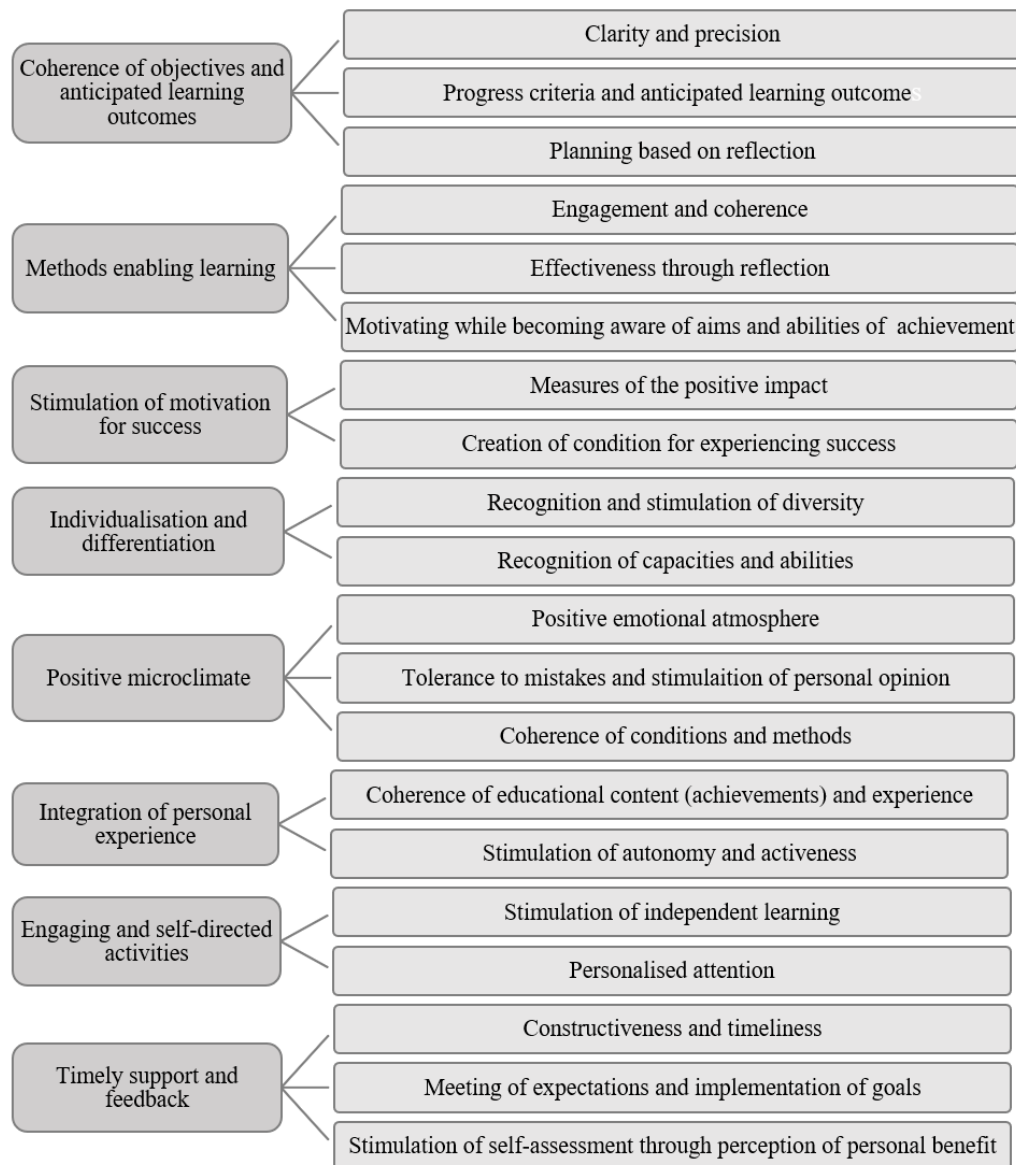 Coherence of objectives and
anticipated learning
outcomes
Clarity and precision
Progress criteria and anticipated learning outcomes
Planning based on reflection
Methods enabling learning
Engagement and coherence
Effectiveness through reflection
Motivating while becoming aware of aims and abilities of achievement
Stimulation of motivation
for success
Measures of the positive impact
Creation of condition for experiencing success
Individualisation and
differentiation
Recognition and stimulation of diversity
Recognition of capacities and abilities
Positive microclimate
Positive emotional atmosphere
Tolerance to mistakes and stimulaition of personal opinion
Coherence of conditions and methods
Integration of personal
experience
Coherence of educational content (achievements) and experience
Stimulation of autonomy and activeness
Engaging and self-directed
activities
Stimulation of independent learning
Personalised attention
Timely support and
feedback
Constructiveness and timeliness
Meeting of expectations and implementation of goals
Stimulation of self-assessment through perception of personal benefit